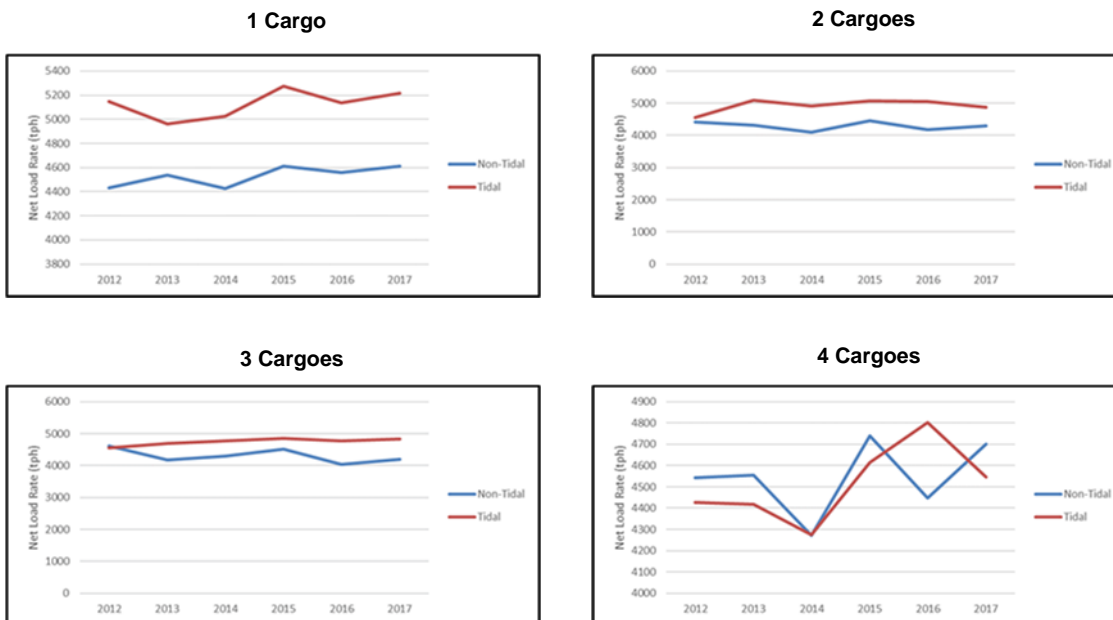 1 Cargo
Net Load Rate (tph)
5400
5200
5000
4800
4600
4400
4200
4000
3800
2012 2013 2014 2015 2016 2017
Non-Tidal
Tidal
2 Cargoes
Net Load Rate (tph)
6000
5000
4000
3000
2000
1000
0
2012 2013 2014 2015 2016 2017
Non-Tidal
Tidal
3 Cargoes
Net Load Rate (tph)
6000
5000
4000
3000
2000
1000
0
2012 2013 2014 2015 2016 2017
Non-Tidal
Tidal
4 Cargoes
Net Load Rate (tph)
4900
4800
4700
4600
4500
4400
4300
4200
4100
4000
2012 2013 2014 2015 2016 2017
Non-Tidal
Tidal